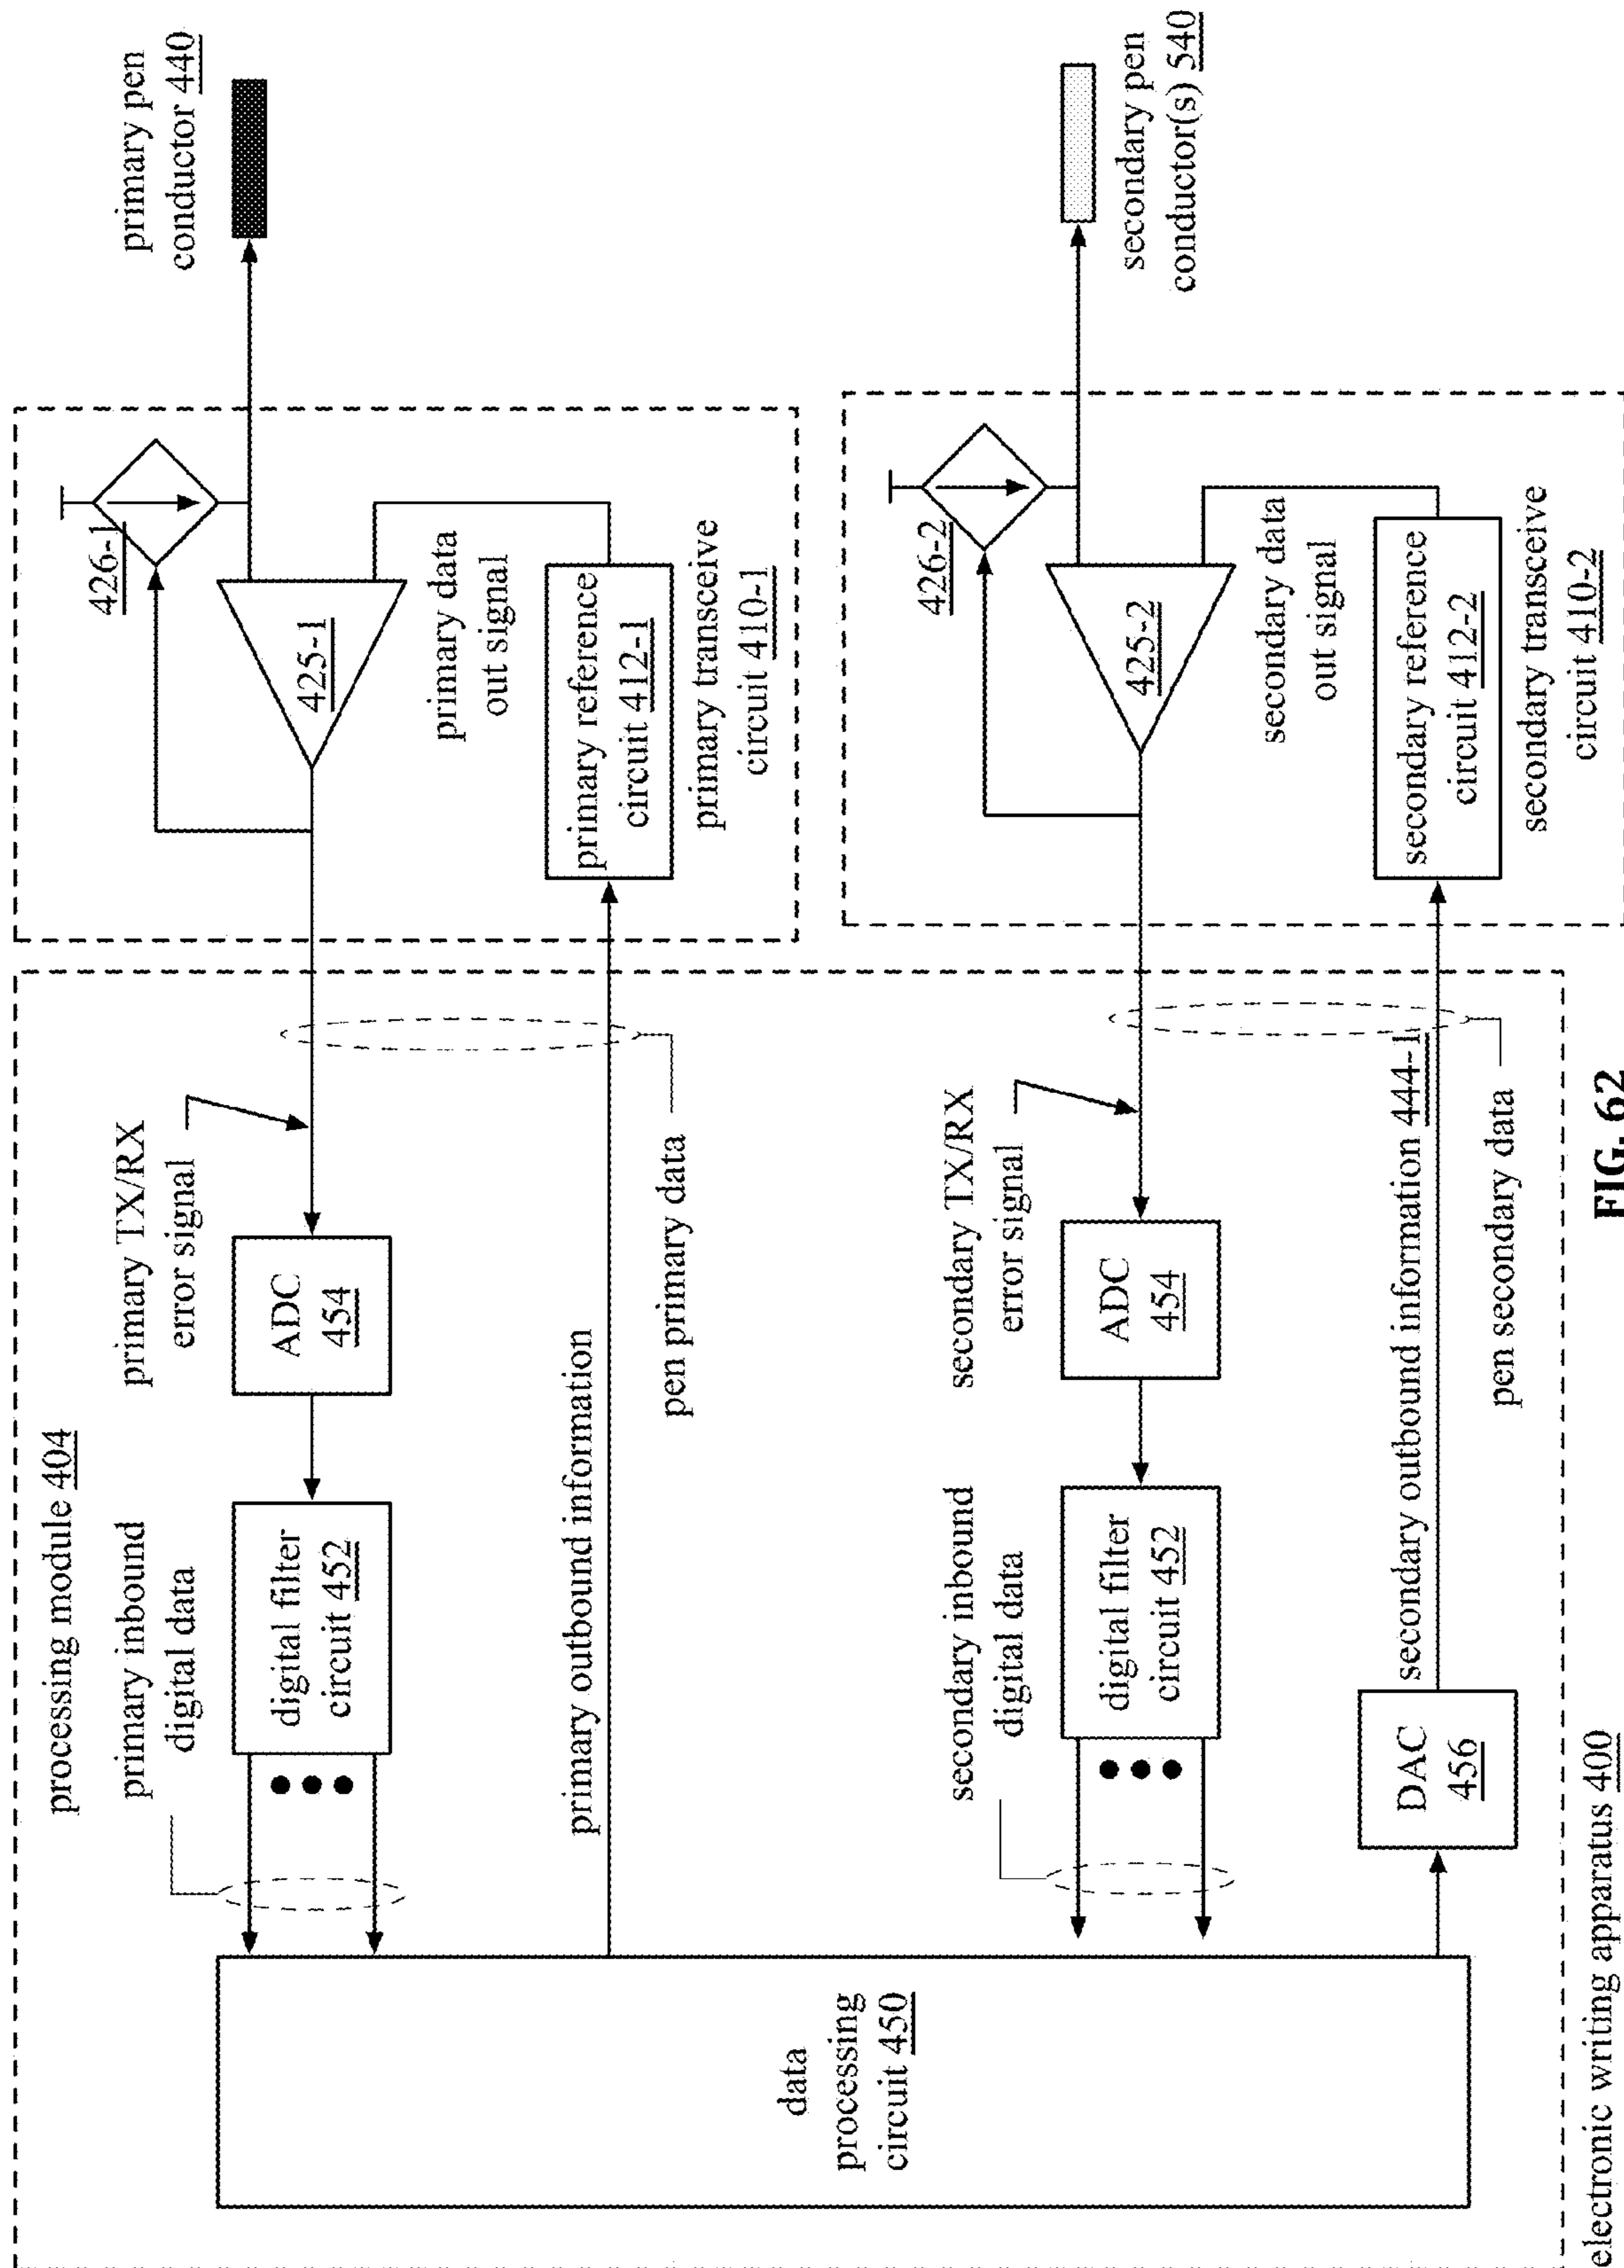 processing module 404
primary inbound
digital data
digital filter
circuit 452
ADC
454
primary TX/RX
error signal
primary outbound information
pen primary data
426-1
425-1
primary data
out signal
primary reference
circuit 412-1
primary transceive
circuit 410-1
primary pen
conductor 440
data
processing
circuit 450
secondary inbound
digital data
digital filter
circuit 452
ADC
454
secondary TX/RX
error signal
DAC
456
secondary outbound information 444-1
pen secondary data
426-2
425-2
secondary data
out signal
secondary reference
circuit 412-2
secondary transceive
circuit 410-2
secondary pen
conductor(s) 540
electronic writing apparatus 400
FIG. 62